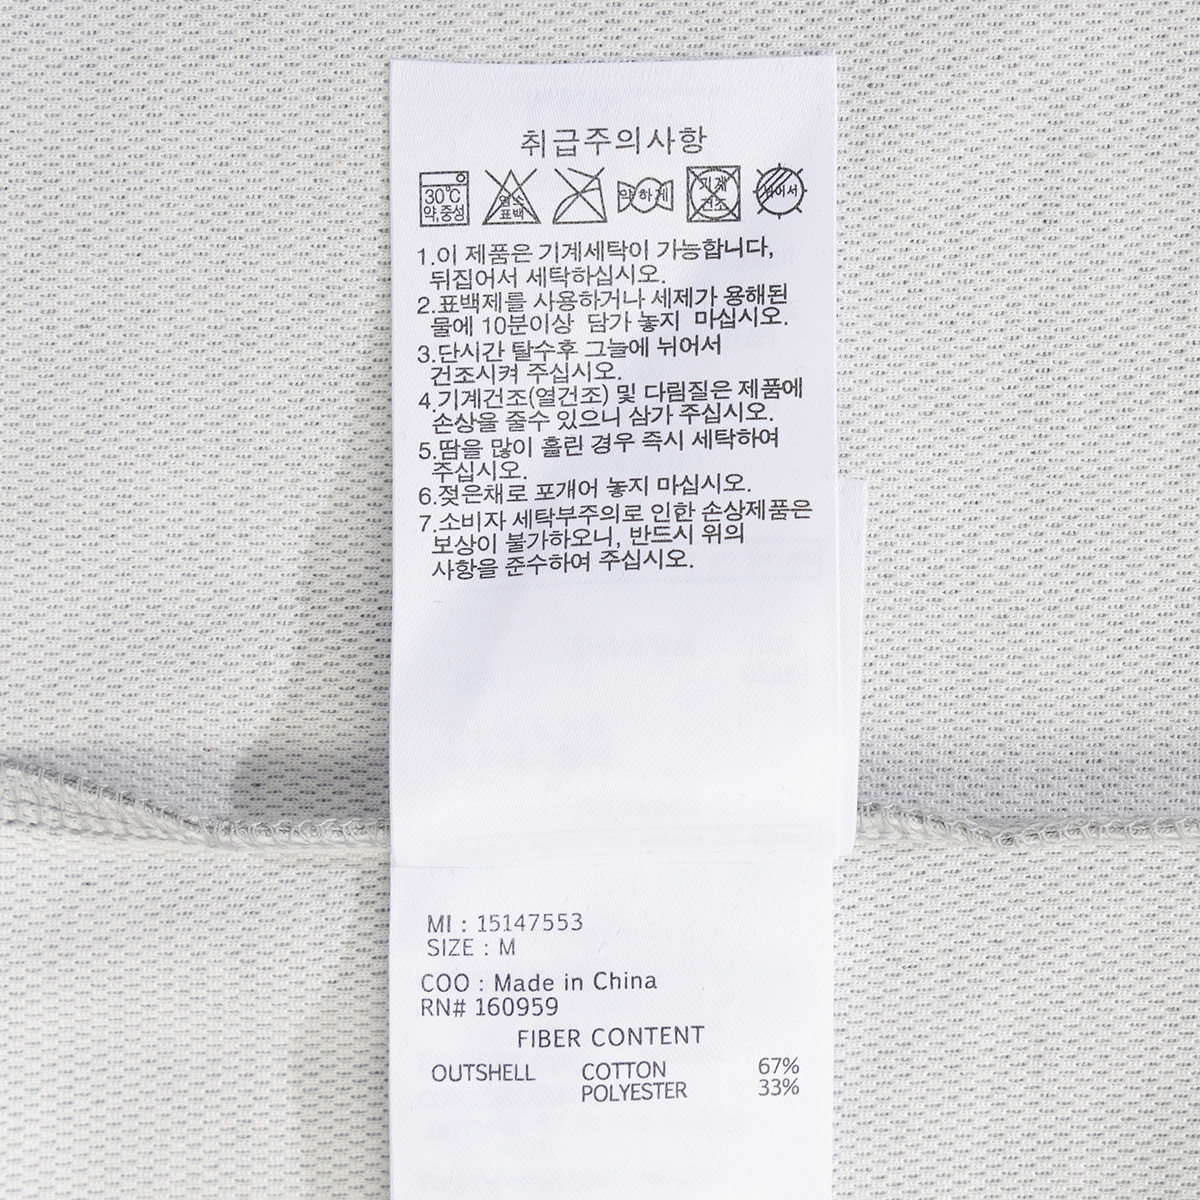 취급주의사항
30℃ 약,중성 염소 표백 약하게 기계 건조 뉘어서
1.이 제품은 기계세탁이 가능합니다,
뒤집어서 세탁하십시오.
2.표백제를 사용하거나 세제가 용해된
물에 10분이상 담가 놓지 마십시오.
3.단시간 탈수후 그늘에 뉘어서
건조시켜 주십시오.
4.기계건조(열건조) 및 다림질은 제품에
손상을 줄수 있으니 삼가 주십시오.
5.땀을 많이 흘린 경우 즉시 세탁하여
주십시오.
6.젖은채로 포개어 놓지 마십시오.
7.소비자 세탁부주의로 인한 손상제품은
보상이 불가하오니, 반드시 위의
사항을 준수하여 주십시오.
MI : 15147553
SIZE : M
COO : Made in China
RN# 160959
FIBER CONTENT
OUTSHELL COTTON 67%
POLYESTER 33%